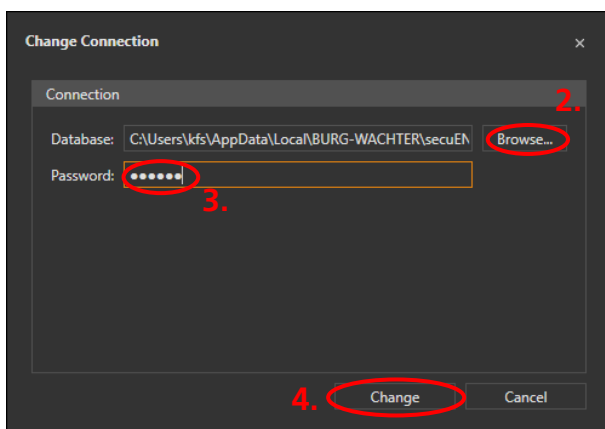 Change Connection ×
Connection
2.
Database: C:\Users\kfs\AppData\Local\BURG-WACHTER\secuEN Browse...
Password: ●●●●●●
3.
4. Change Cancel